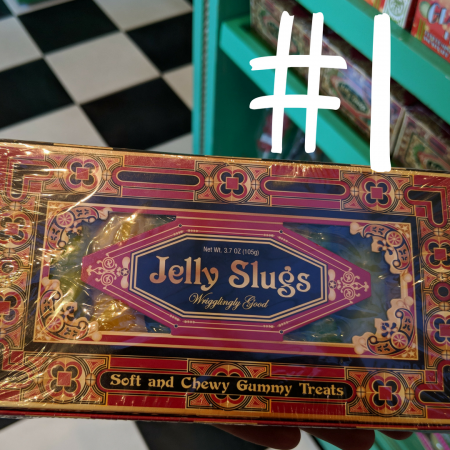 #1
Net Wt. 3.7 OZ (105g)
Jelly Slugs
Wrigglingly Good
Soft and Chewy Gummy Treats